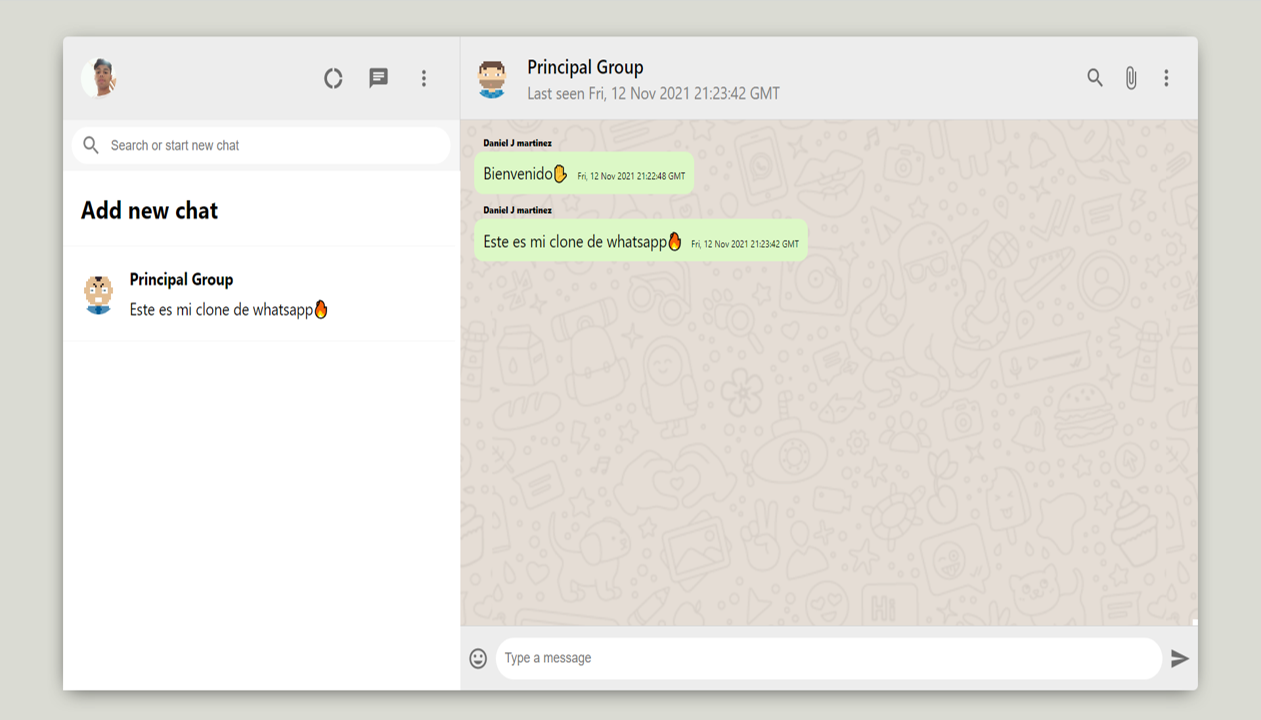 Search or start new chat
Add new chat
Principal Group
Este es mi clone de whatsapp🔥
Principal Group
Last seen Fri, 12 Nov 2021 21:23:42 GMT
Daniel J martinez
Bienvenido✋ Fri, 12 Nov 2021 21:22:48 GMT
Daniel J martinez
Este es mi clone de whatsapp🔥 Fri, 12 Nov 2021 21:23:42 GMT
Hi
Type a message